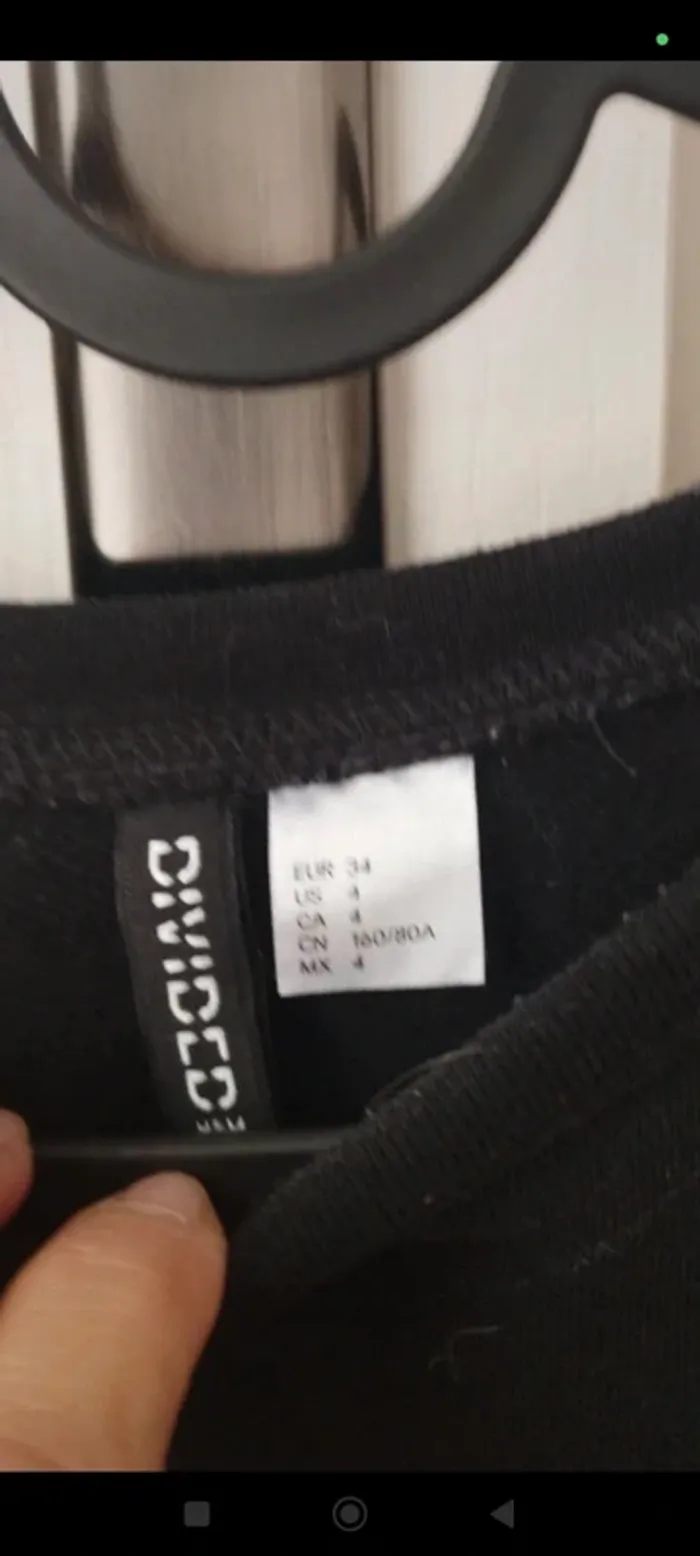 DIVIDED
H&M
EUR 34
US 4
CA 4
CN 160/80A
MX 4